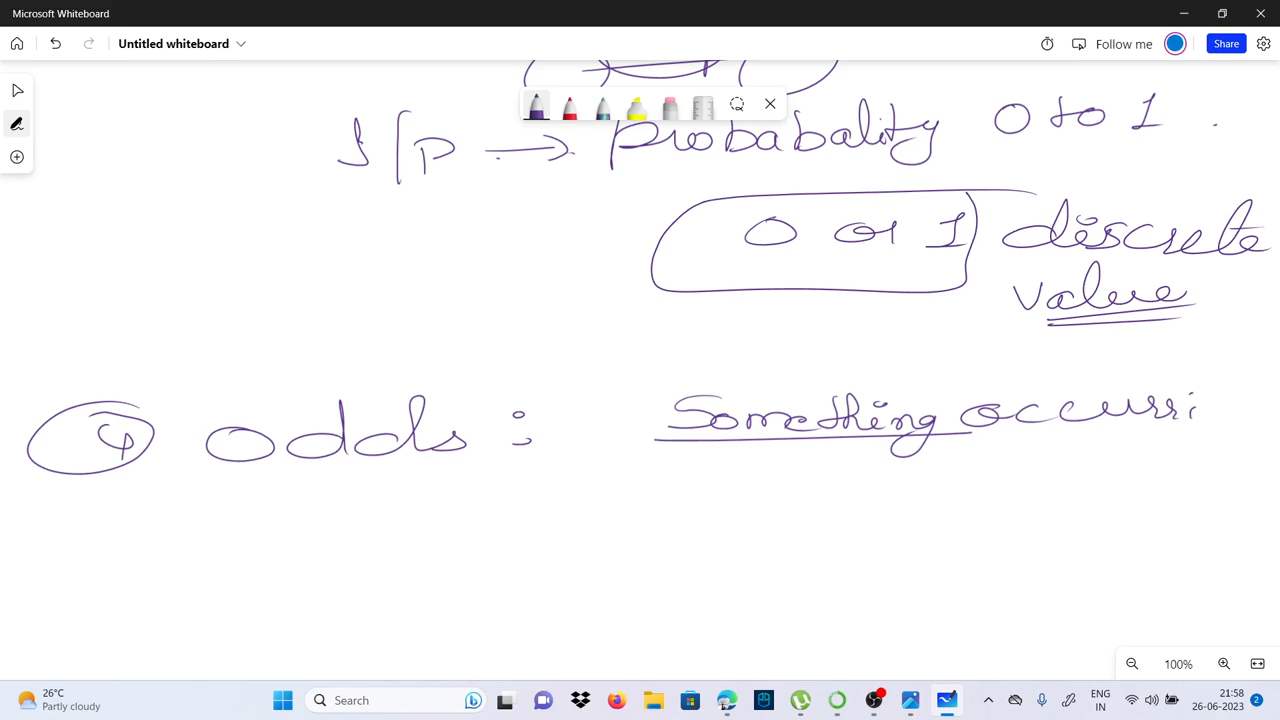 Microsoft Whiteboard
Untitled whiteboard
Follow me
Share
I/p → probabality 0 to 1 .
0 or 1 discrete
value
odds : Something occurri
100%
26°C
Partly cloudy
Search
ENG
IN
21:58
26-06-2023
2